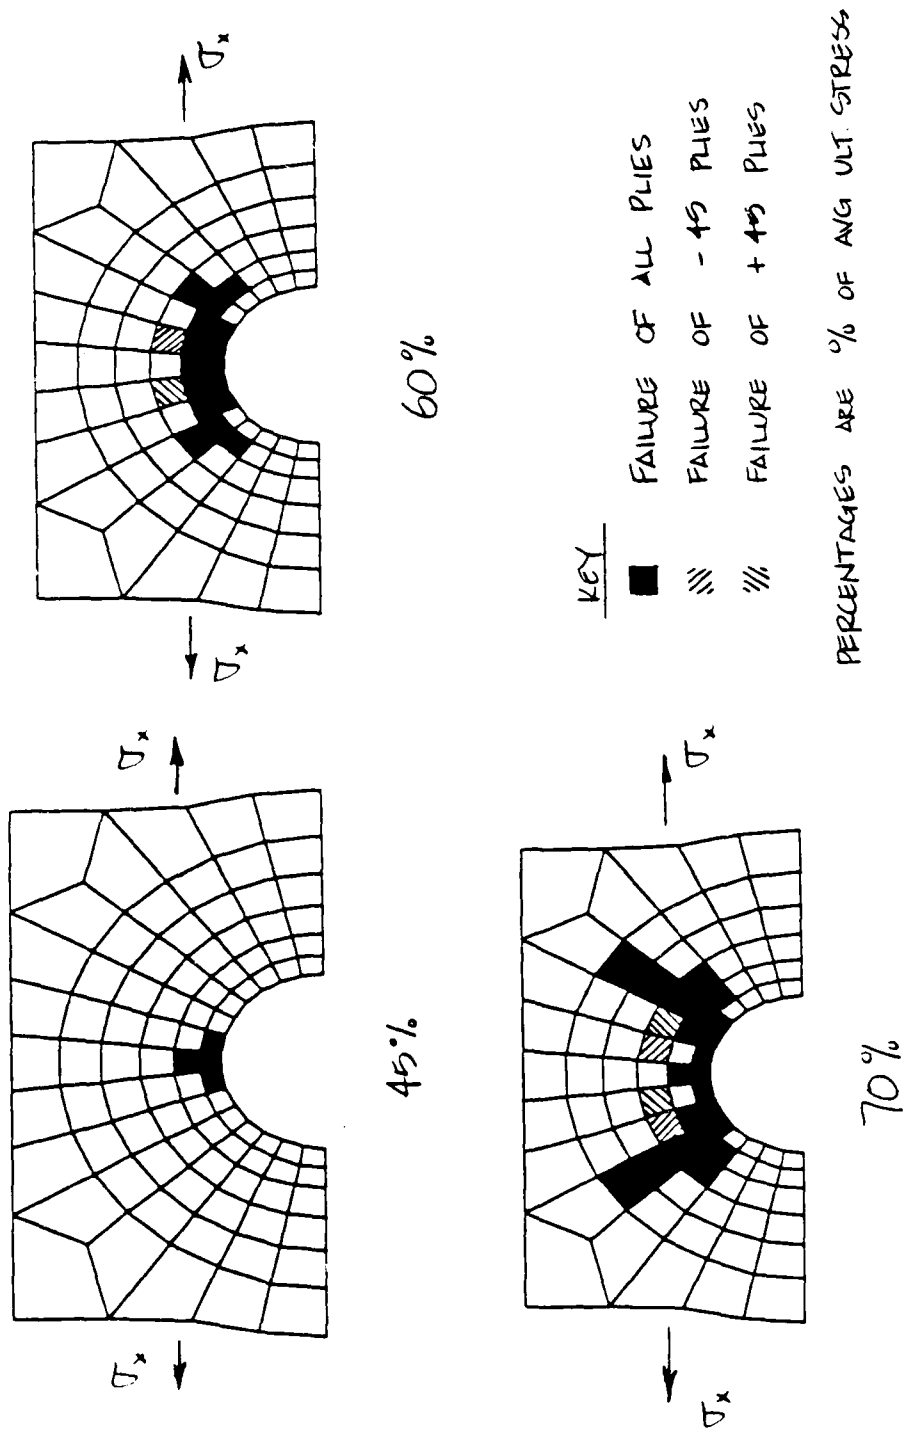 σx
σx
45%
σx
σx
60%
σx
σx
70%
KEY
FAILURE OF ALL PLIES
FAILURE OF -45 PLIES
FAILURE OF +45 PLIES
PERCENTAGES ARE % OF AVG ULT. STRESS